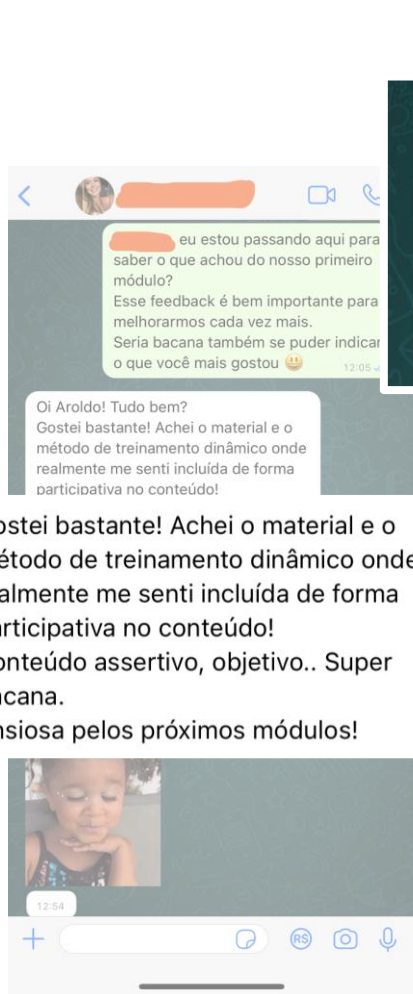 eu estou passando aqui para
saber o que achou do nosso primeiro
módulo?
Esse feedback é bem importante para
melhorarmos cada vez mais.
Seria bacana também se puder indicar
o que você mais gostou 😃
12:05
Oi Aroldo! Tudo bem?
Gostei bastante! Achei o material e o
método de treinamento dinâmico onde
realmente me senti incluída de forma
participativa no conteúdo!
ostei bastante! Achei o material e o
étodo de treinamento dinâmico onde
almente me senti incluída de forma
articipativa no conteúdo!
onteúdo assertivo, objetivo.. Super
acana.
nsiosa pelos próximos módulos!
12:54
R$